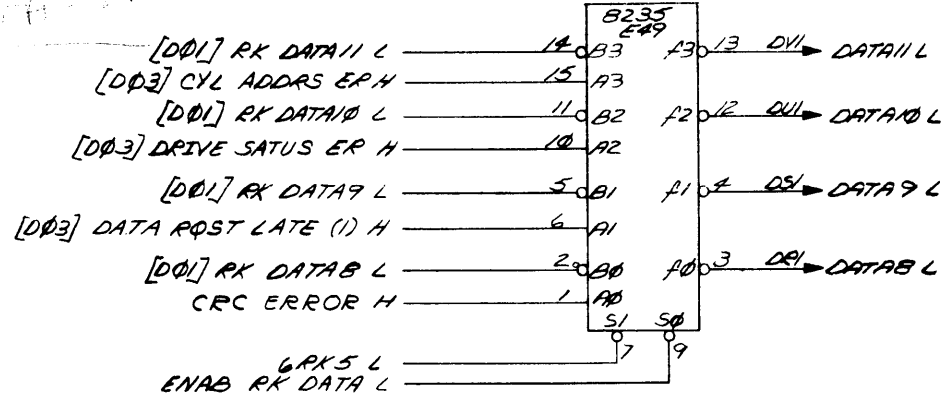 8235
E49
[DØ1] RK DATA11 L 14 B3 f3 13 DV1 DATA11 L
[DØ3] CYL ADDRS ER H 15 A3
[DØ1] RK DATA1Ø L 11 B2 f2 12 DU1 DATA1Ø L
[DØ3] DRIVE SATUS ER H 1Ø A2
[DØ1] RK DATA9 L 5 B1 f1 4 DS1 DATA9 L
[DØ3] DATA RQST LATE (1) H 6 A1
[DØ1] RK DATA8 L 2 BØ fØ 3 DR1 DATA8 L
CRC ERROR H 1 AØ
S1 SØ
7 9
6RK5 L
ENAB RK DATA L